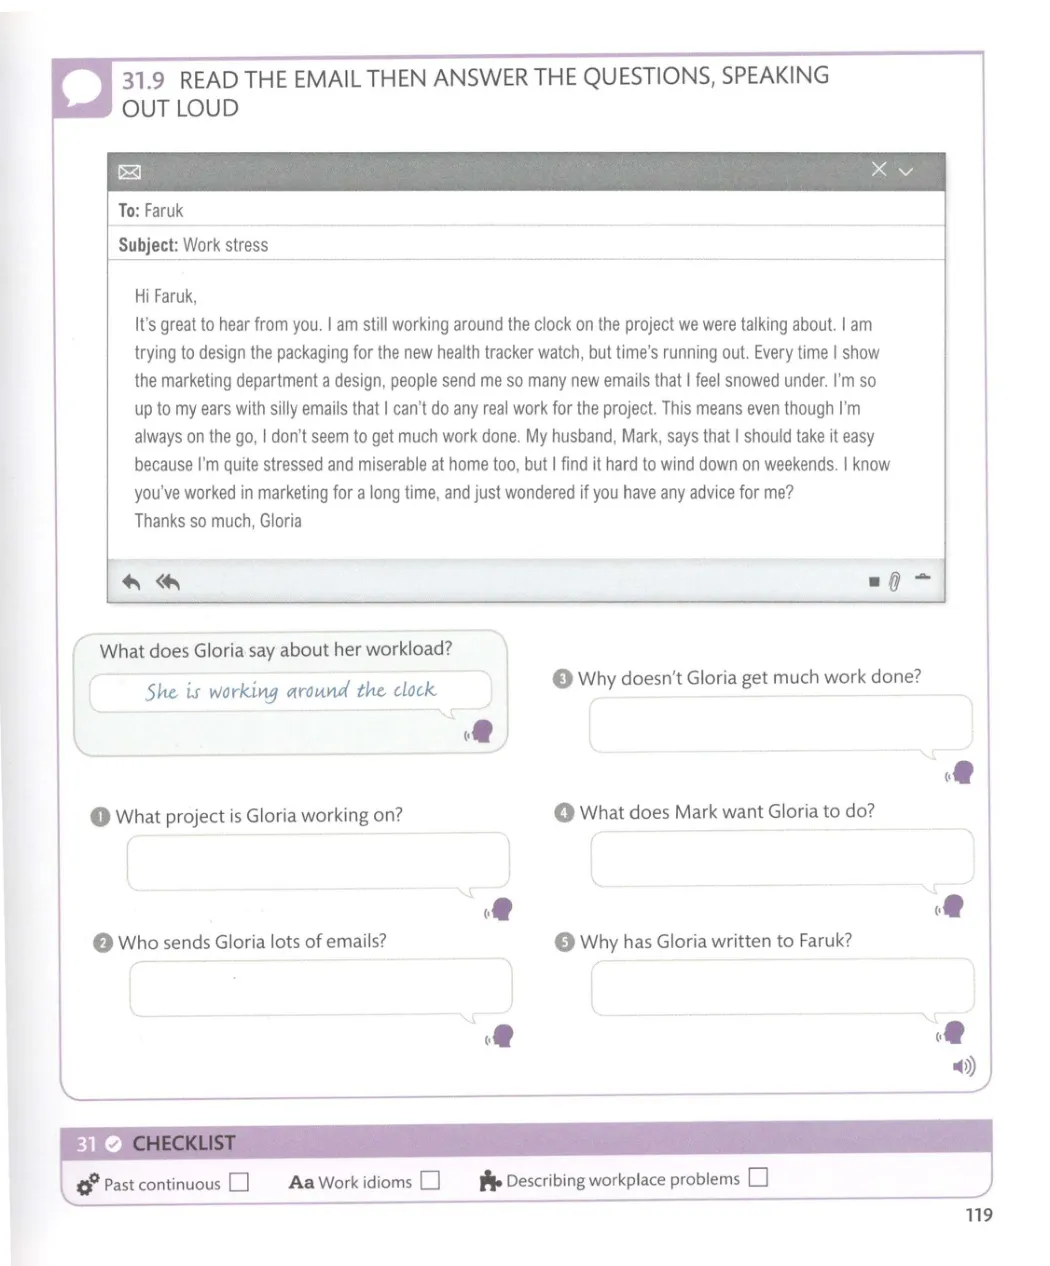 31.9 READ THE EMAIL THEN ANSWER THE QUESTIONS, SPEAKING
OUT LOUD
To: Faruk
Subject: Work stress
Hi Faruk,
It's great to hear from you. I am still working around the clock on the project we were talking about. I am
trying to design the packaging for the new health tracker watch, but time's running out. Every time I show
the marketing department a design, people send me so many new emails that I feel snowed under. I'm so
up to my ears with silly emails that I can't do any real work for the project. This means even though I'm
always on the go, I don't seem to get much work done. My husband, Mark, says that I should take it easy
because I'm quite stressed and miserable at home too, but I find it hard to wind down on weekends. I know
you've worked in marketing for a long time, and just wondered if you have any advice for me?
Thanks so much, Gloria
What does Gloria say about her workload?
She is working around the clock
1 What project is Gloria working on?
2 Who sends Gloria lots of emails?
3 Why doesn't Gloria get much work done?
4 What does Mark want Gloria to do?
5 Why has Gloria written to Faruk?
31 CHECKLIST
Past continuous Aa Work idioms Describing workplace problems
119